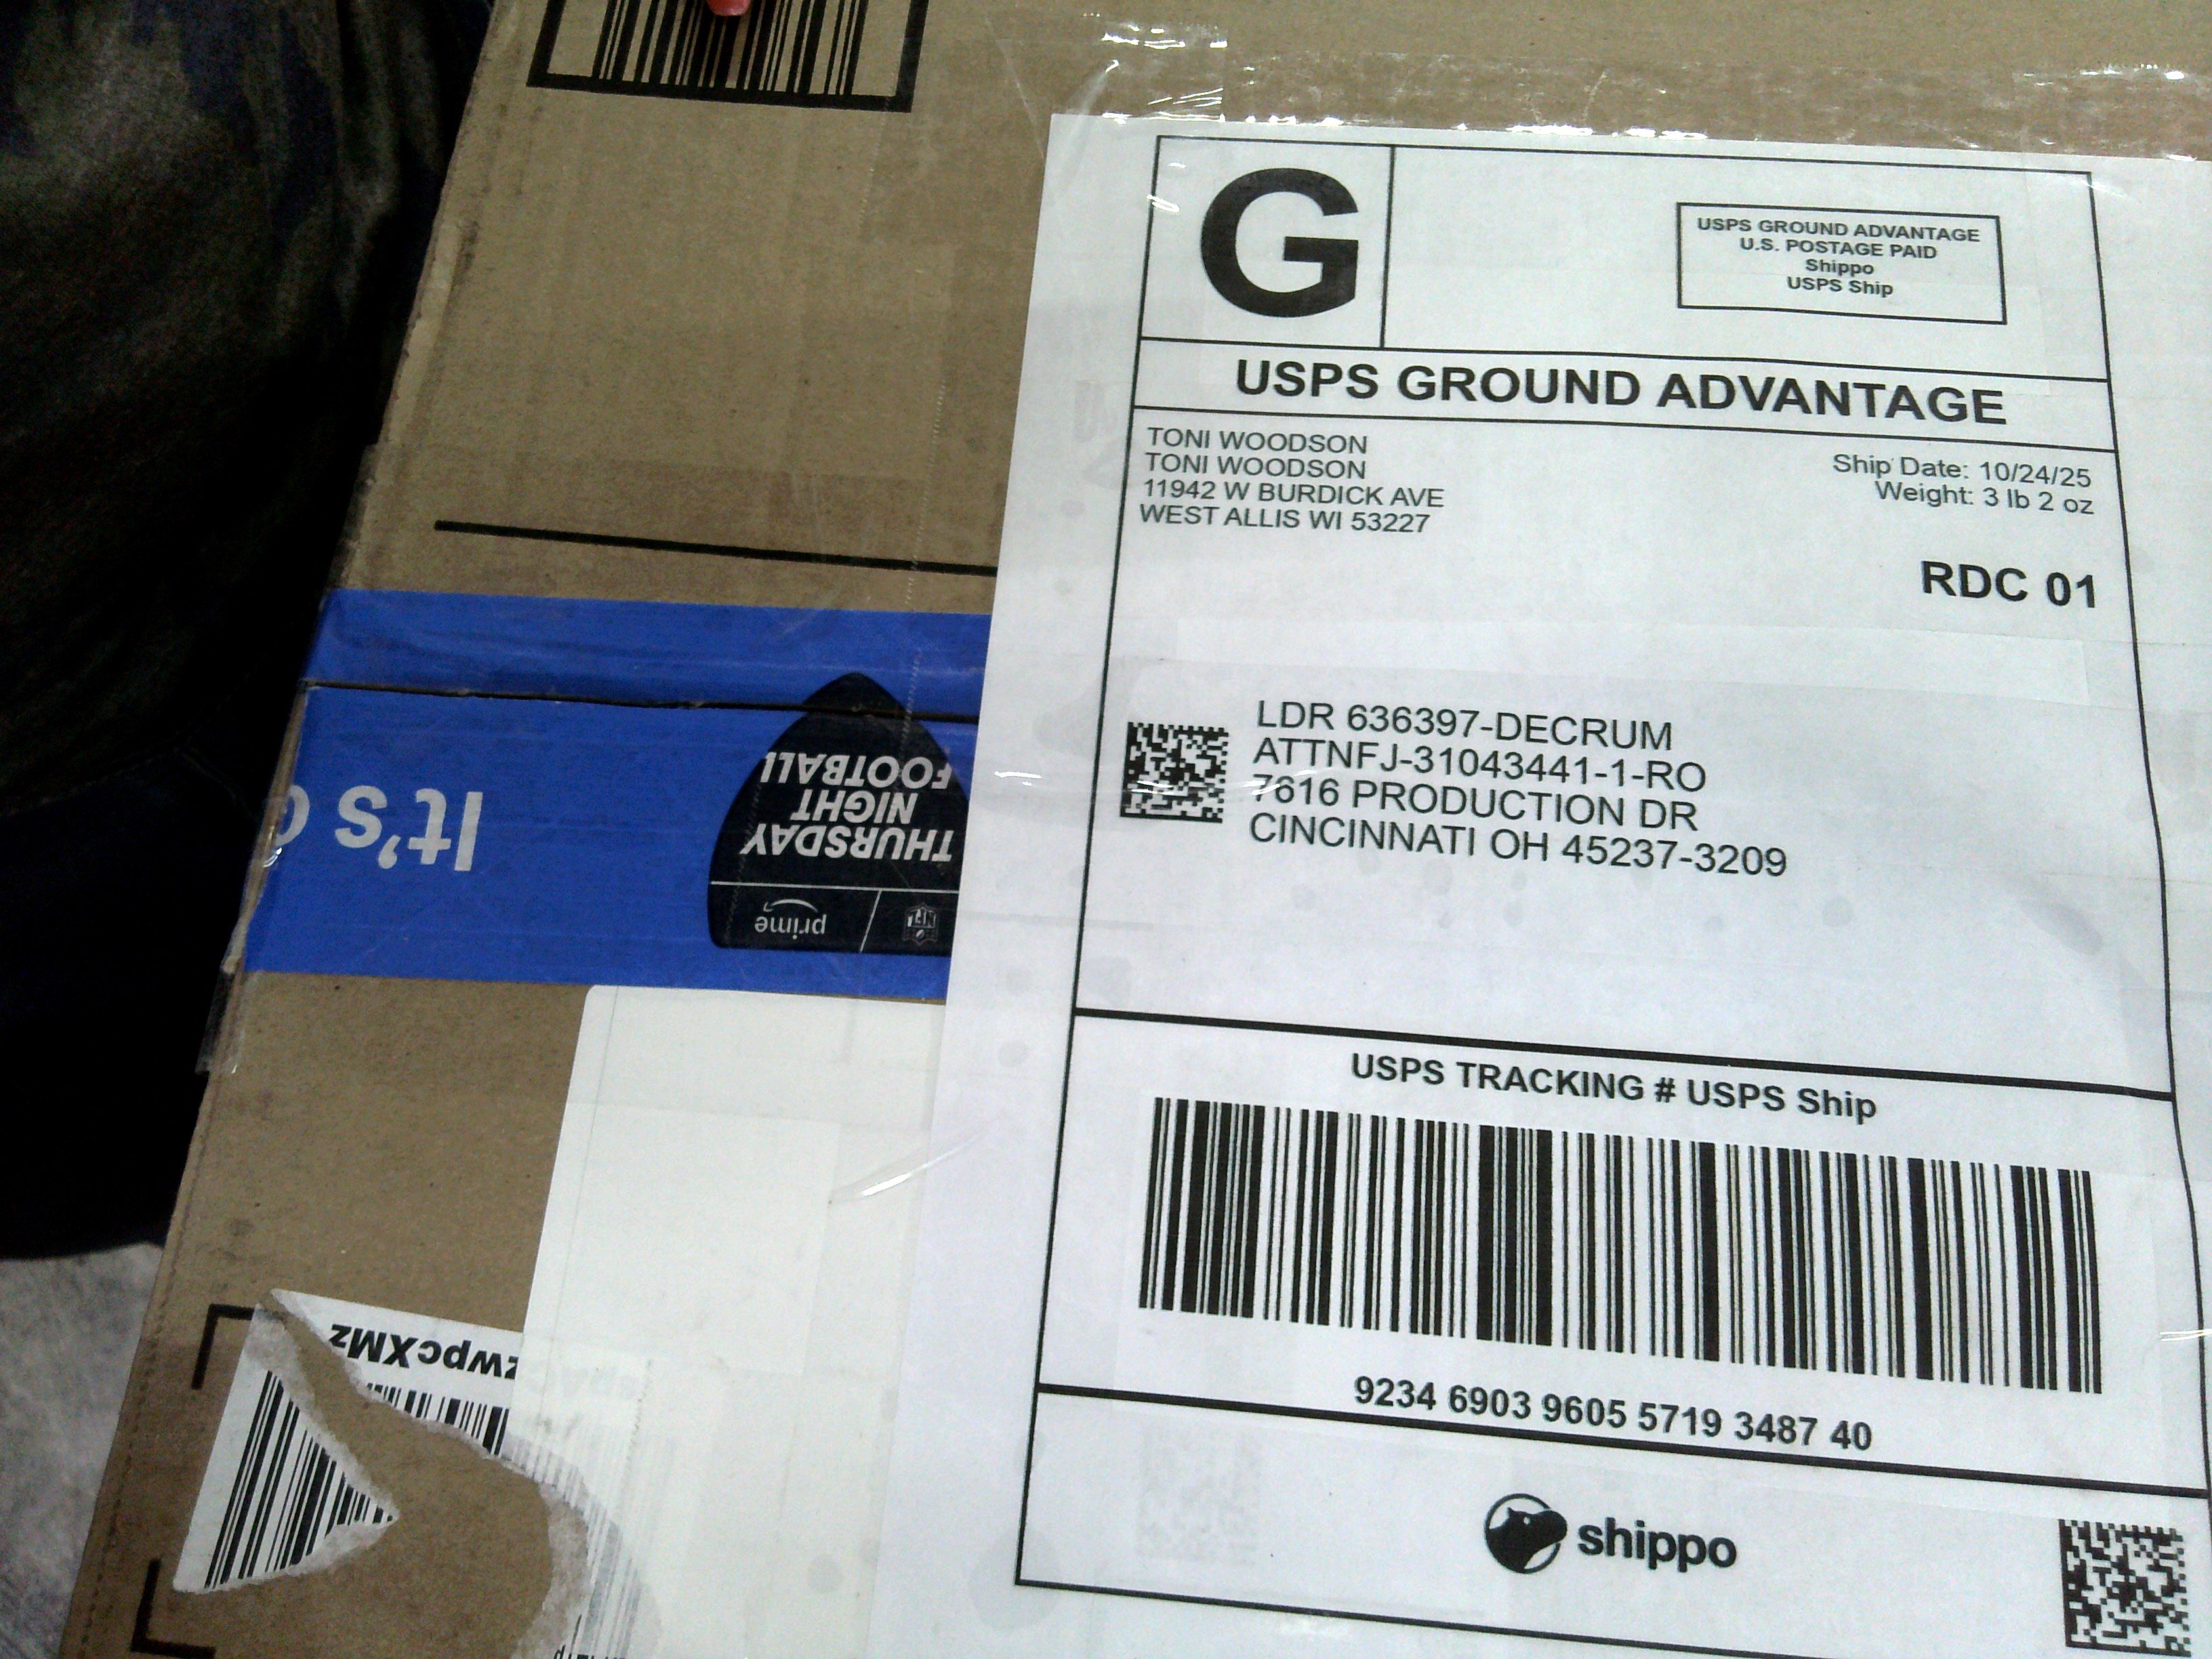 G
USPS GROUND ADVANTAGE
U.S. POSTAGE PAID
Shippo
USPS Ship
USPS GROUND ADVANTAGE
TONI WOODSON
TONI WOODSON
11942 W BURDICK AVE
WEST ALLIS WI 53227
Ship Date: 10/24/25
Weight: 3 lb 2 oz
RDC 01
LDR 636397-DECRUM
ATTNFJ-31043441-1-RO
7616 PRODUCTION DR
CINCINNATI OH 45237-3209
USPS TRACKING # USPS Ship
9234 6903 9605 5719 3487 40
shippo
It's
THURSDAY
NIGHT
FOOTBALL
prime
NFL
zwpcXMz